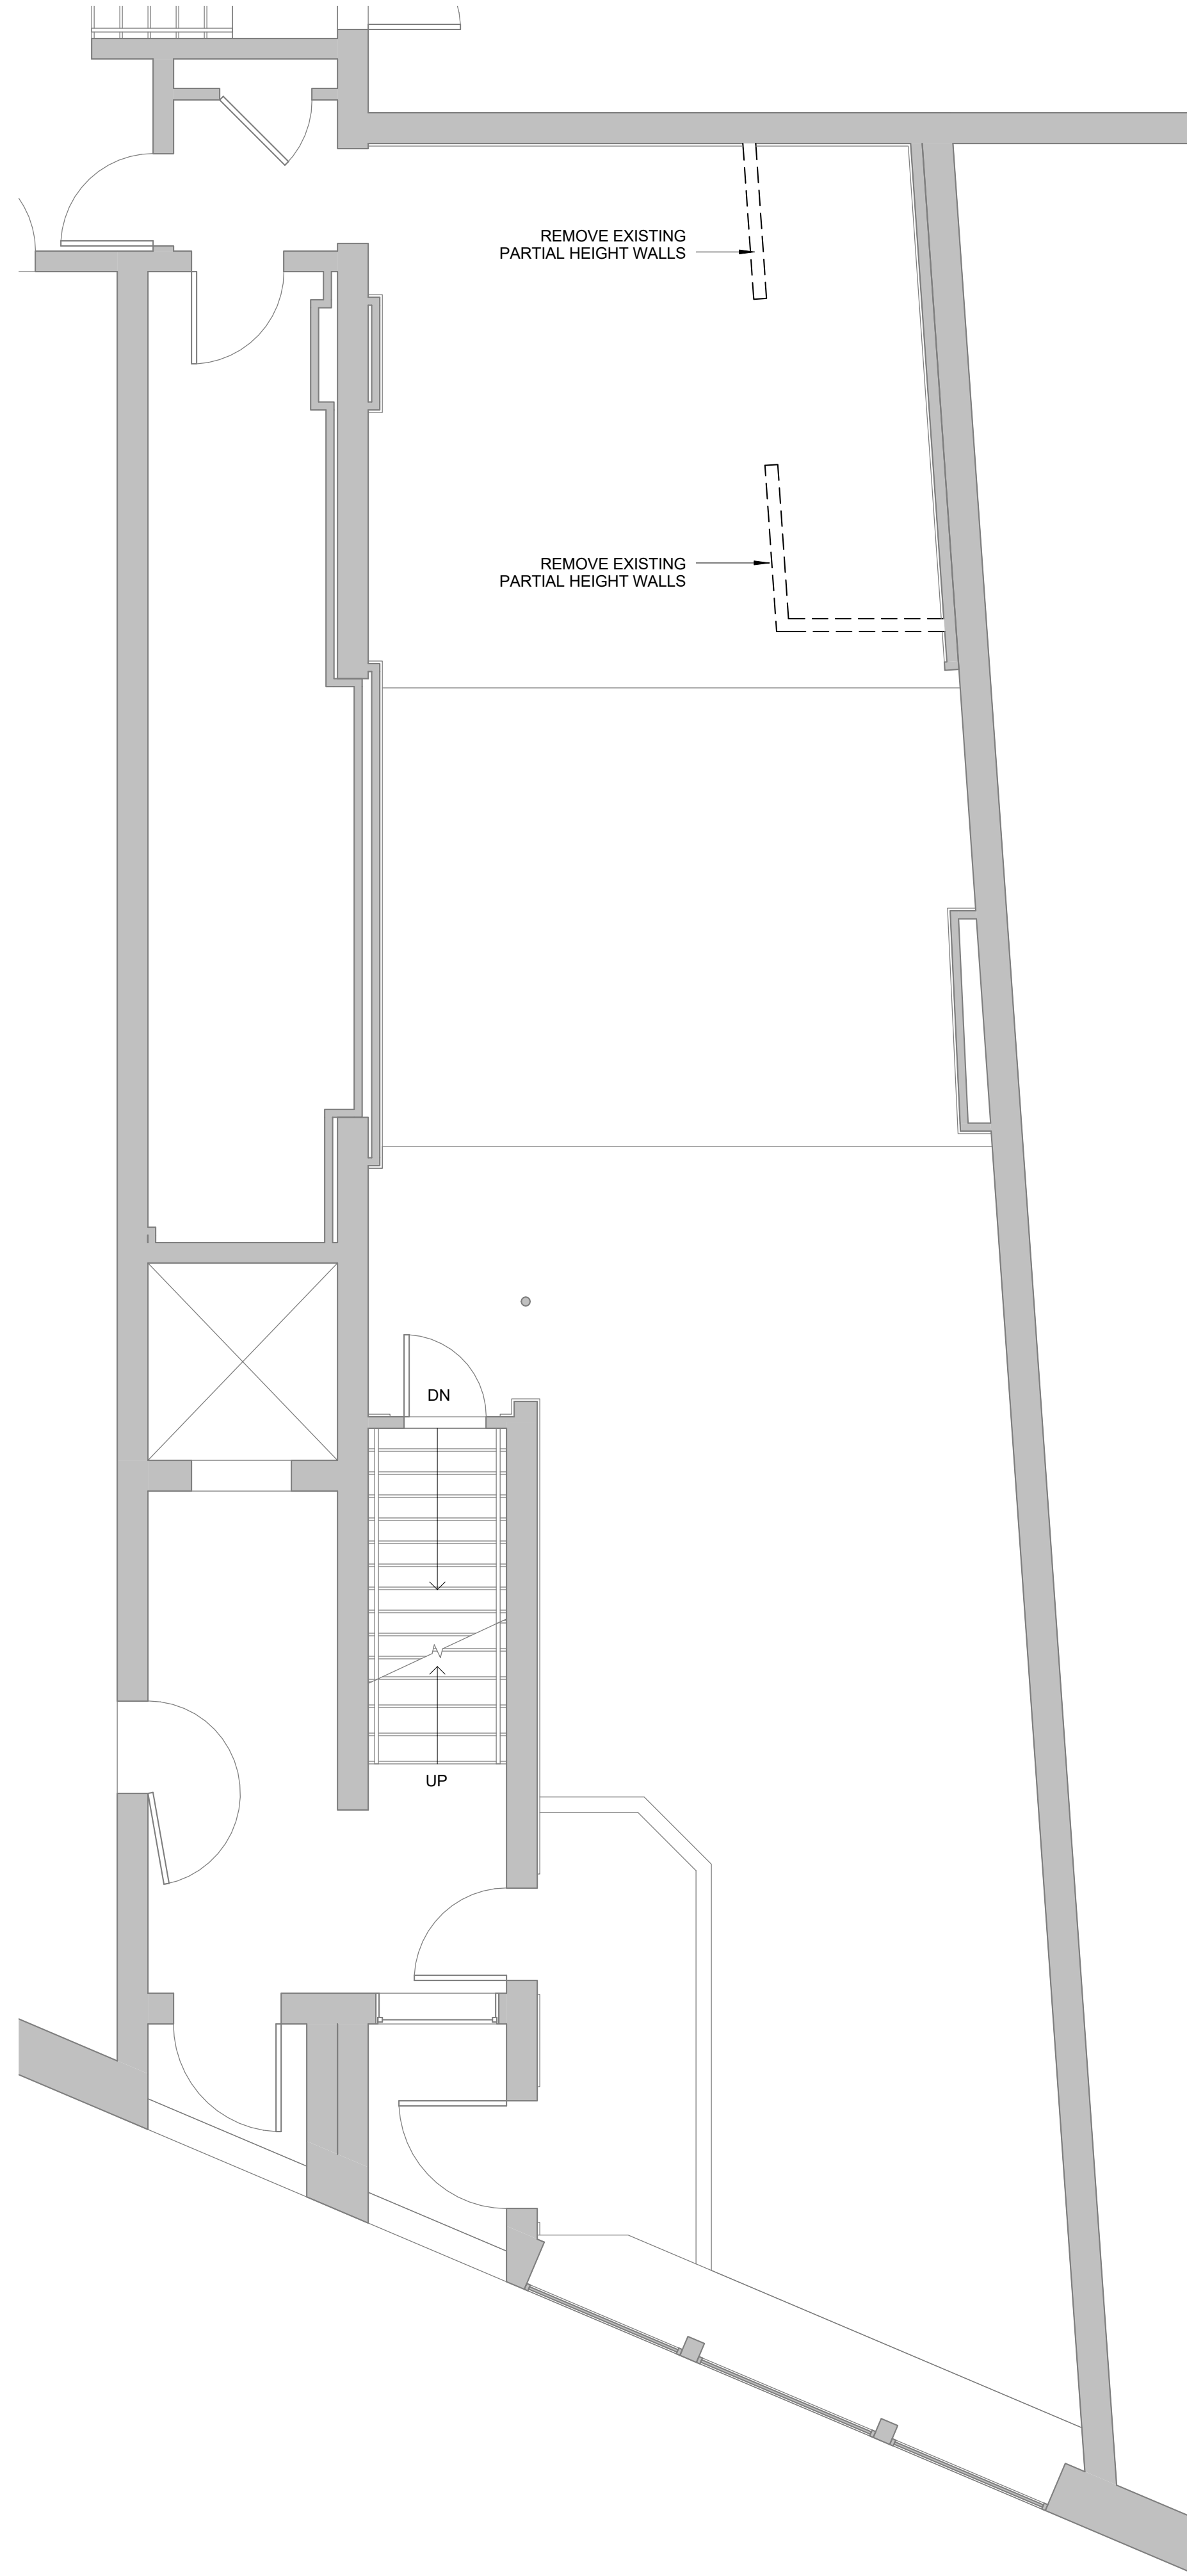 REMOVE EXISTING
PARTIAL HEIGHT WALLS
REMOVE EXISTING
PARTIAL HEIGHT WALLS
DN
UP